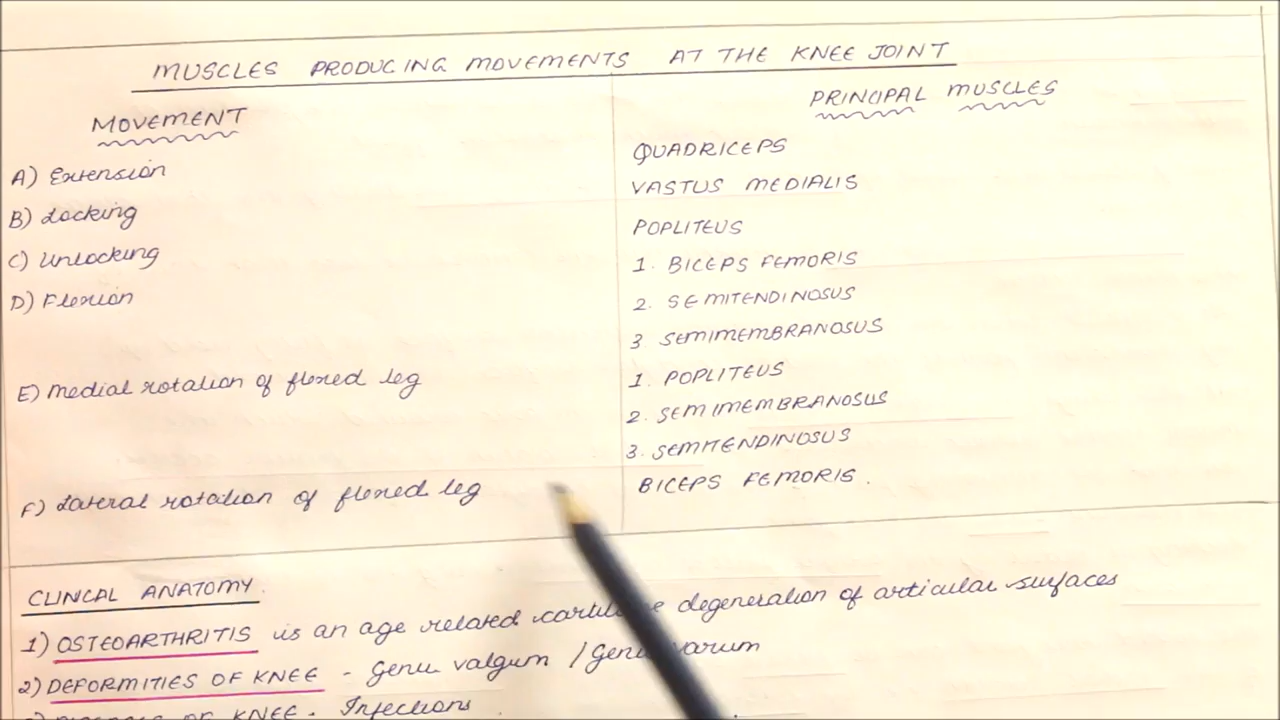 MUSCLES PRODUCING MOVEMENTS AT THE KNEE JOINT
MOVEMENT PRINCIPAL MUSCLES
A) Extension QUADRICEPS
B) Locking VASTUS MEDIALIS
C) Unlocking POPLITEUS
D) Flexion 1. BICEPS FEMORIS
2. SEMITENDINOSUS
3 SEMIMEMBRANOSUS
E) Medial rotation of flexed leg 1. POPLITEUS
2. SEMIMEMBRANOSUS
3. SEMITENDINOSUS
F) Lateral rotation of flexed leg BICEPS FEMORIS.
CLINCAL ANATOMY.
1) OSTEOARTHRITIS is an age related degeneration of articular surfaces
2) DEFORMITIES OF KNEE - Genu valgum / Genu varum
OF KNEE - Infections